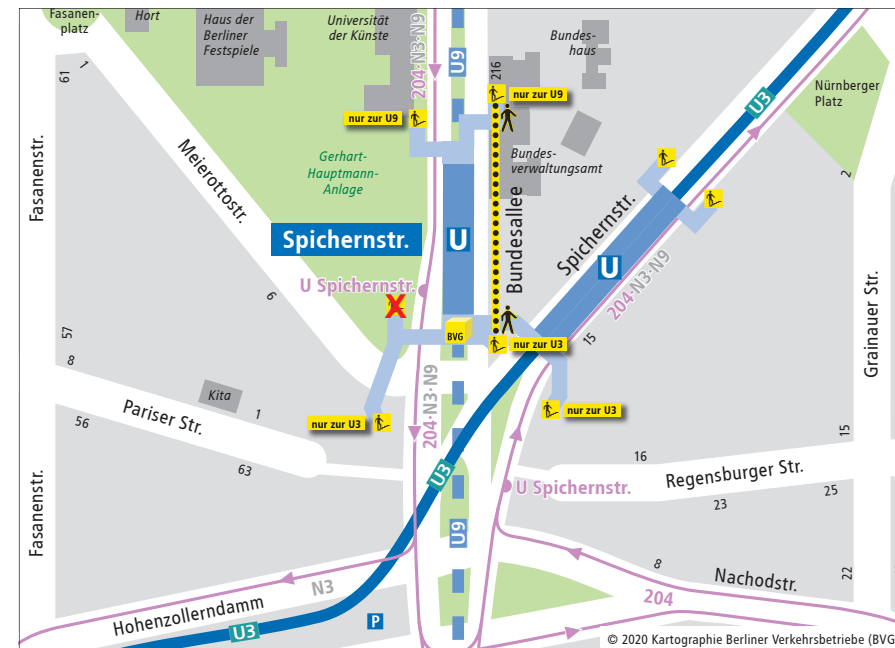 Fasanen-
platz
Hort
Haus der
Berliner
Festspiele
Universität
der Künste
204·N3·N9
U9
216
Bundes-
haus
U3
Nürnberger
Platz
61
1
nur zur U9
nur zur U9
Fasanenstr.
Meierottostr.
Gerhart-
Hauptmann-
Anlage
Bundes-
verwaltungsamt
Bundesallee
Spichernstr.
2
Spichernstr.
U
U
U Spichernstr.
X
6
204·N3·N9
15
Grainauer Str.
57
8
BVG
nur zur U3
Kita
1
Pariser Str.
56
63
nur zur U3
nur zur U3
204·N3·N9
U3
16
Regensburger Str.
15
23
25
U Spichernstr.
Fasanenstr.
U9
8
Nachodstr.
22
204
N3
Hohenzollerndamm
U3
P
© 2020 Kartographie Berliner Verkehrsbetriebe (BVG